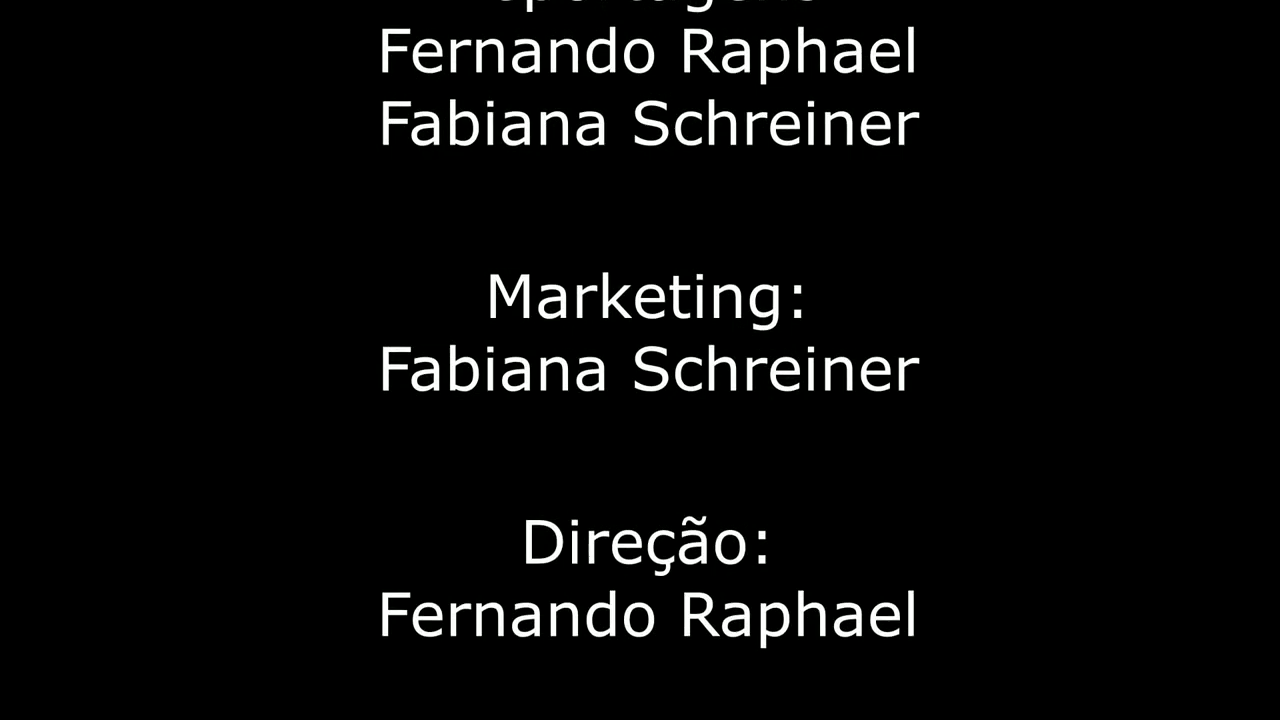 Fernando Raphael
Fabiana Schreiner
Marketing:
Fabiana Schreiner
Direção:
Fernando Raphael